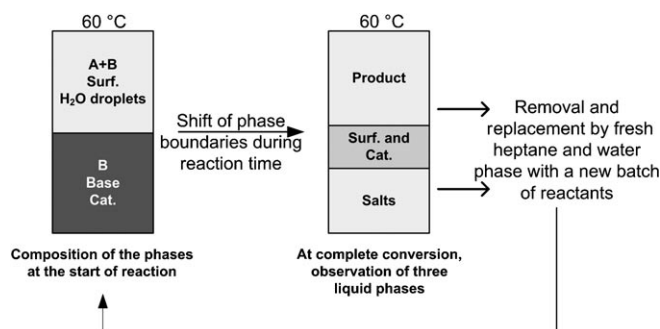 60 °C
A+B
Surf.
H₂O droplets
B
Base
Cat.
Composition of the phases
at the start of reaction
Shift of phase
boundaries during
reaction time
60 °C
Product
Surf. and
Cat.
Salts
At complete conversion,
observation of three
liquid phases
Removal and
replacement by fresh
heptane and water
phase with a new batch
of reactants